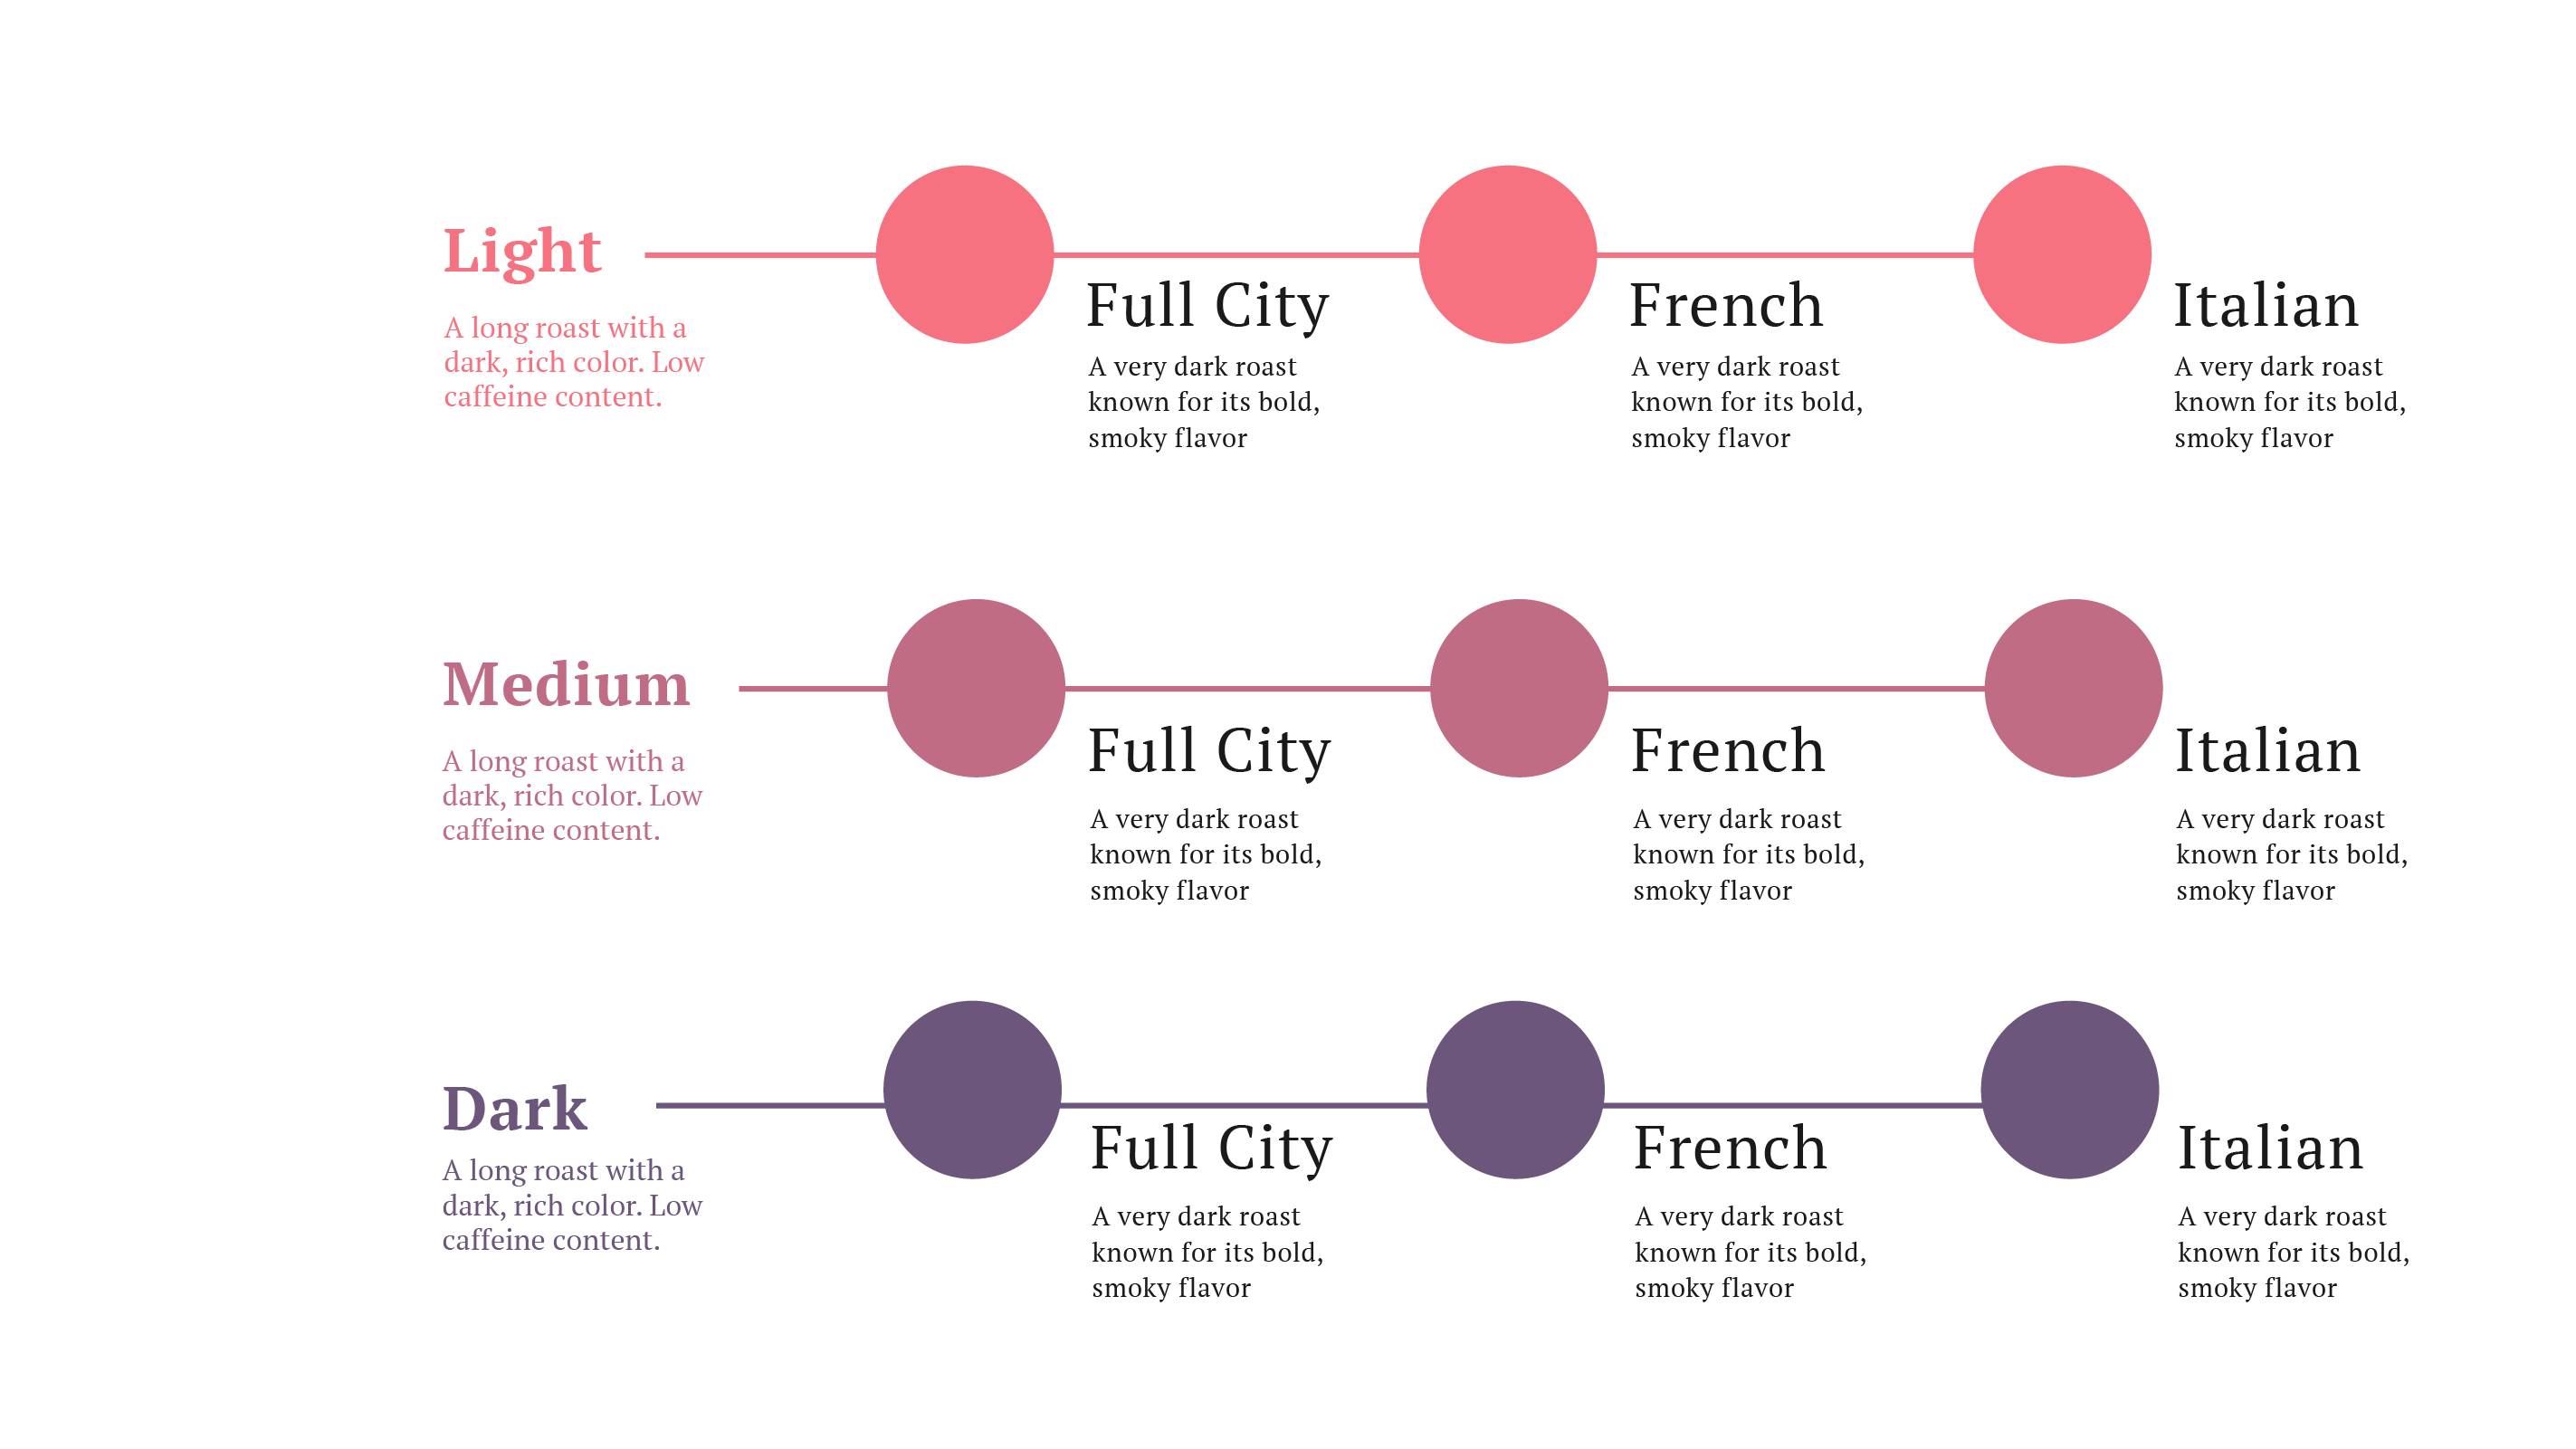 Light
A long roast with a
dark, rich color. Low
caffeine content.
Full City
A very dark roast
known for its bold,
smoky flavor
French
A very dark roast
known for its bold,
smoky flavor
Italian
A very dark roast
known for its bold,
smoky flavor
Medium
A long roast with a
dark, rich color. Low
caffeine content.
Full City
A very dark roast
known for its bold,
smoky flavor
French
A very dark roast
known for its bold,
smoky flavor
Italian
A very dark roast
known for its bold,
smoky flavor
Dark
A long roast with a
dark, rich color. Low
caffeine content.
Full City
A very dark roast
known for its bold,
smoky flavor
French
A very dark roast
known for its bold,
smoky flavor
Italian
A very dark roast
known for its bold,
smoky flavor